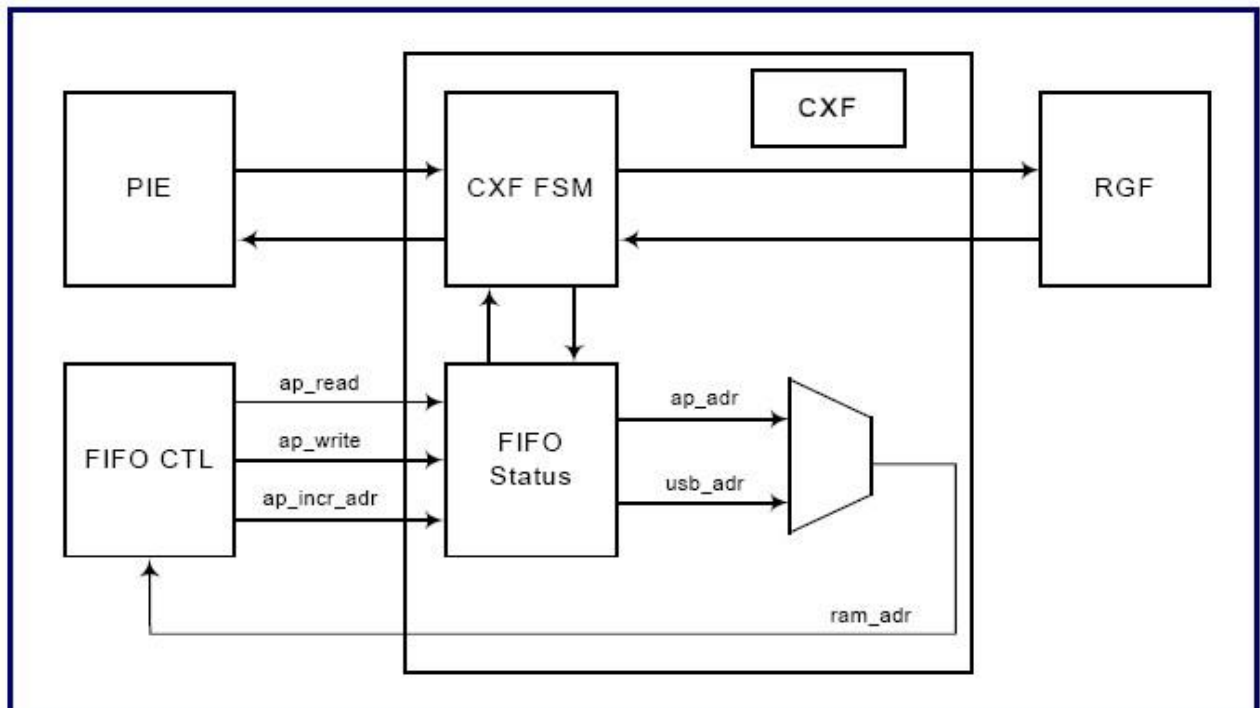 CXF
PIE
CXF FSM
RGF
ap_read
ap_write
ap_incr_adr
FIFO CTL
FIFO
Status
ap_adr
usb_adr
ram_adr